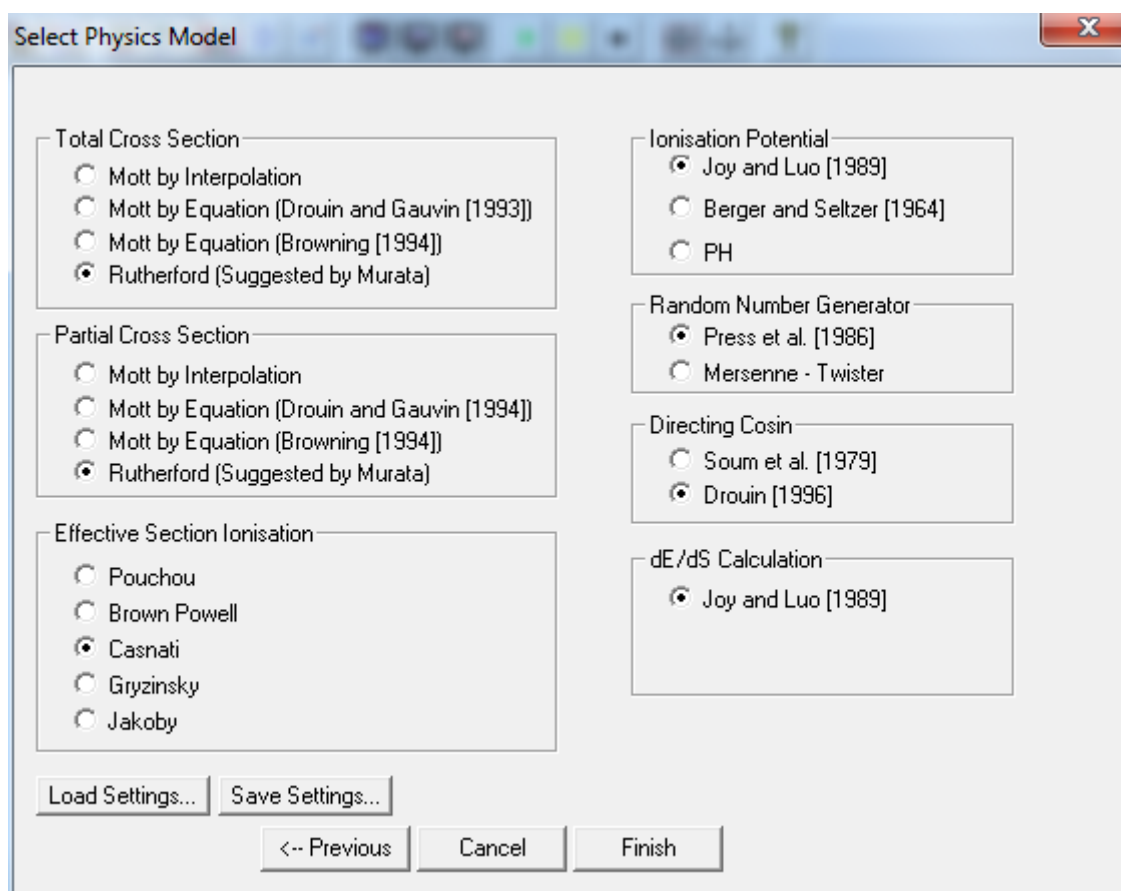 Select Physics Model
Total Cross Section
Mott by Interpolation
Mott by Equation (Drouin and Gauvin [1993])
Mott by Equation (Browning [1994])
Rutherford (Suggested by Murata)
Partial Cross Section
Mott by Interpolation
Mott by Equation (Drouin and Gauvin [1994])
Mott by Equation (Browning [1994])
Rutherford (Suggested by Murata)
Effective Section Ionisation
Pouchou
Brown Powell
Casnati
Gryzinsky
Jakoby
Ionisation Potential
Joy and Luo [1989]
Berger and Seltzer [1964]
PH
Random Number Generator
Press et al. [1986]
Mersenne - Twister
Directing Cosin
Soum et al. [1979]
Drouin [1996]
dE/dS Calculation
Joy and Luo [1989]
Load Settings... Save Settings...
<-- Previous Cancel Finish